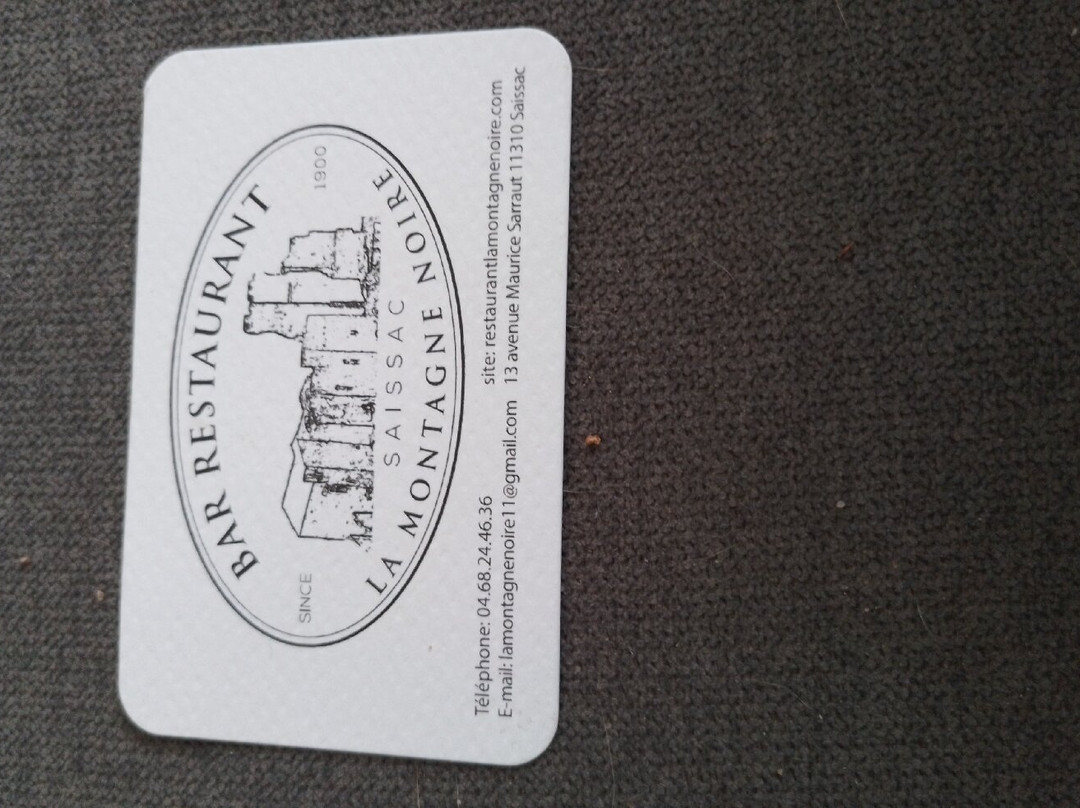 BAR RESTAURANT
SINCE 1900
SAISSAC
LA MONTAGNE NOIRE
Téléphone: 04.68.24.46.36 site: restaurantlamontagnenoire.com
E-mail: lamontagnenoire11@gmail.com 13 avenue Maurice Sarraut 11310 Saissac